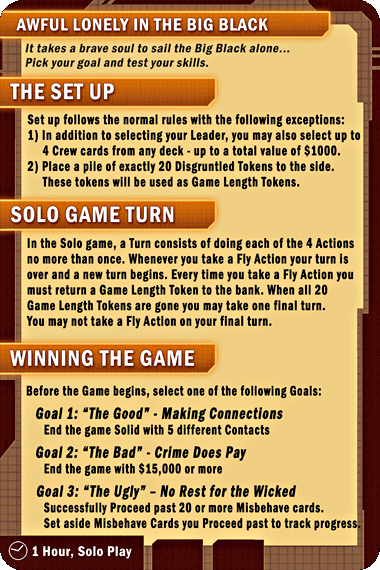 AWFUL LONELY IN THE BIG BLACK
It takes a brave soul to sail the Big Black alone...
Pick your goal and test your skills.
THE SET UP
Set up follows the normal rules with the following exceptions:
1) In addition to selecting your Leader, you may also select up to
4 Crew cards from any deck - up to a total value of $1000.
2) Place a pile of exactly 20 Disgruntled Tokens to the side.
These tokens will be used as Game Length Tokens.
SOLO GAME TURN
In the Solo game, a Turn consists of doing each of the 4 Actions
no more than once. Whenever you take a Fly Action your turn is
over and a new turn begins. Every time you take a Fly Action you
must return a Game Length Token to the bank. When all 20
Game Length Tokens are gone you may take one final turn.
You may not take a Fly Action on your final turn.
WINNING THE GAME
Before the Game begins, select one of the following Goals:
Goal 1: “The Good” - Making Connections
End the game Solid with 5 different Contacts
Goal 2: “The Bad” - Crime Does Pay
End the game with $15,000 or more
Goal 3: “The Ugly” – No Rest for the Wicked
Successfully Proceed past 20 or more Misbehave cards.
Set aside Misbehave Cards you Proceed past to track progress.
1 Hour, Solo Play